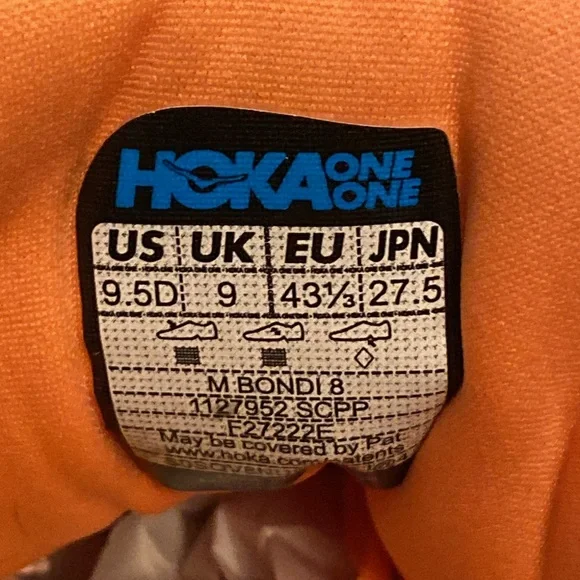 HOKA ONE ONE
US UK EU JPN
9.5D 9 43⅓ 27.5
M BONDI 8
1127952 SCPP
F27222E
May be covered by Pat.
www.hoka.com/patents